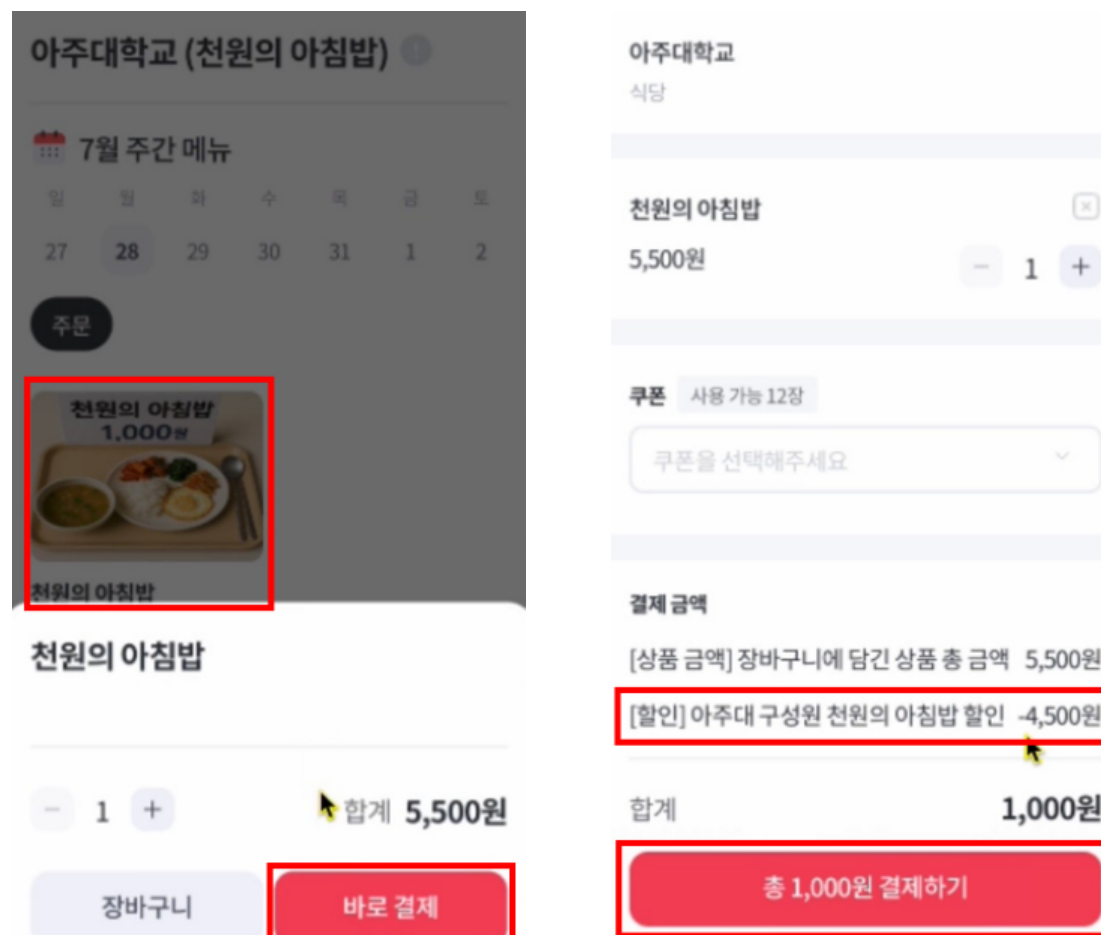 아주대학교 (천원의 아침밥)
7월 주간 메뉴
일 월 화 수 목 금 토
27 28 29 30 31 1 2
주문
천원의 아침밥
1,000원
천원의 아침밥
천원의 아침밥
1 합계 5,500원
장바구니 바로 결제
아주대학교
식당
천원의 아침밥
5,500원
1
쿠폰 사용 가능 12장
쿠폰을 선택해주세요
결제 금액
[상품 금액] 장바구니에 담긴 상품 총 금액 5,500원
[할인] 아주대 구성원 천원의 아침밥 할인 -4,500원
합계 1,000원
총 1,000원 결제하기